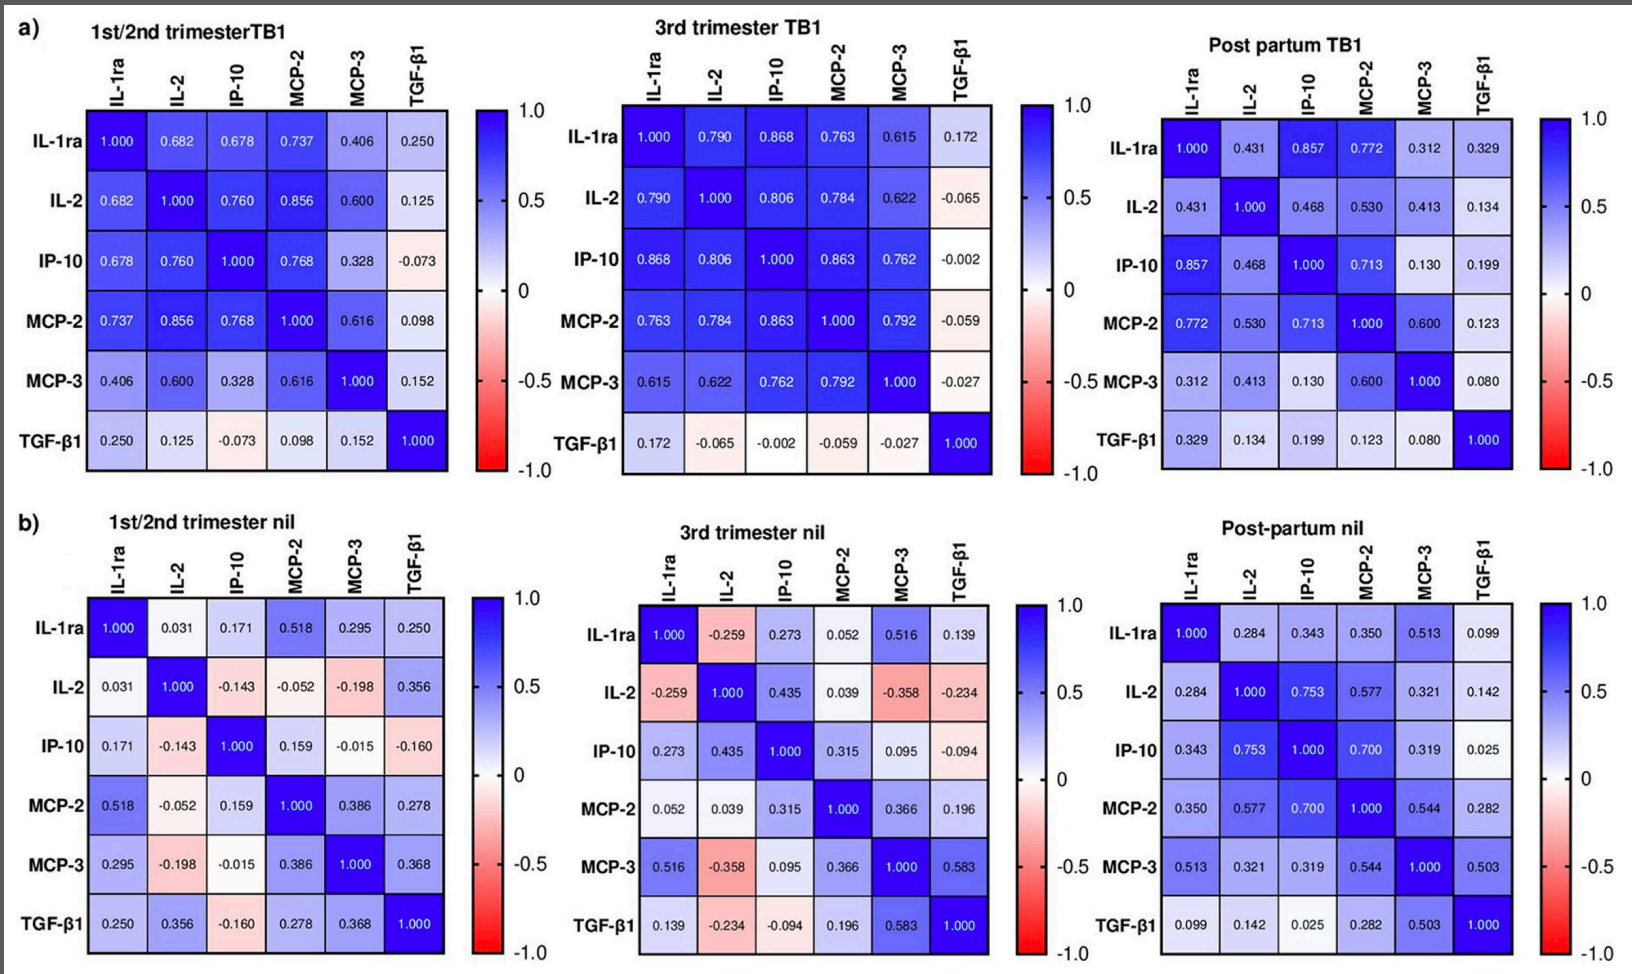 a)
1st/2nd trimesterTB1
IL-1ra IL-2 IP-10 MCP-2 MCP-3 TGF-β1
IL-1ra 1.000 0.682 0.678 0.737 0.406 0.250
IL-2 0.682 1.000 0.760 0.856 0.600 0.125
IP-10 0.678 0.760 1.000 0.768 0.328 -0.073
MCP-2 0.737 0.856 0.768 1.000 0.616 0.098
MCP-3 0.406 0.600 0.328 0.616 1.000 0.152
TGF-β1 0.250 0.125 -0.073 0.098 0.152 1.000
1.0
0.5
0
-0.5
-1.0
3rd trimester TB1
IL-1ra IL-2 IP-10 MCP-2 MCP-3 TGF-β1
IL-1ra 1.000 0.790 0.868 0.763 0.615 0.172
IL-2 0.790 1.000 0.806 0.784 0.622 -0.065
IP-10 0.868 0.806 1.000 0.863 0.762 -0.002
MCP-2 0.763 0.784 0.863 1.000 0.792 -0.059
MCP-3 0.615 0.622 0.762 0.792 1.000 -0.027
TGF-β1 0.172 -0.065 -0.002 -0.059 -0.027 1.000
1.0
0.5
0
-0.5
-1.0
Post partum TB1
IL-1ra IL-2 IP-10 MCP-2 MCP-3 TGF-β1
IL-1ra 1.000 0.431 0.857 0.772 0.312 0.329
IL-2 0.431 1.000 0.468 0.530 0.413 0.134
IP-10 0.857 0.468 1.000 0.713 0.130 0.199
MCP-2 0.772 0.530 0.713 1.000 0.600 0.123
MCP-3 0.312 0.413 0.130 0.600 1.000 0.080
TGF-β1 0.329 0.134 0.199 0.123 0.080 1.000
1.0
0.5
0
-0.5
-1.0
b)
1st/2nd trimester nil
IL-1ra IL-2 IP-10 MCP-2 MCP-3 TGF-β1
IL-1ra 1.000 0.031 0.171 0.518 0.295 0.250
IL-2 0.031 1.000 -0.143 -0.052 -0.198 0.356
IP-10 0.171 -0.143 1.000 0.159 -0.015 -0.160
MCP-2 0.518 -0.052 0.159 1.000 0.386 0.278
MCP-3 0.295 -0.198 -0.015 0.386 1.000 0.368
TGF-β1 0.250 0.356 -0.160 0.278 0.368 1.000
1.0
0.5
0
-0.5
-1.0
3rd trimester nil
IL-1ra IL-2 IP-10 MCP-2 MCP-3 TGF-β1
IL-1ra 1.000 -0.259 0.273 0.052 0.516 0.139
IL-2 -0.259 1.000 0.435 0.039 -0.358 -0.234
IP-10 0.273 0.435 1.000 0.315 0.095 -0.094
MCP-2 0.052 0.039 0.315 1.000 0.366 0.196
MCP-3 0.516 -0.358 0.095 0.366 1.000 0.583
TGF-β1 0.139 -0.234 -0.094 0.196 0.583 1.000
1.0
0.5
0
-0.5
-1.0
Post-partum nil
IL-1ra IL-2 IP-10 MCP-2 MCP-3 TGF-β1
IL-1ra 1.000 0.284 0.343 0.350 0.513 0.099
IL-2 0.284 1.000 0.753 0.577 0.321 0.142
IP-10 0.343 0.753 1.000 0.700 0.319 0.025
MCP-2 0.350 0.577 0.700 1.000 0.544 0.282
MCP-3 0.513 0.321 0.319 0.544 1.000 0.503
TGF-β1 0.099 0.142 0.025 0.282 0.503 1.000
1.0
0.5
0
-0.5
-1.0